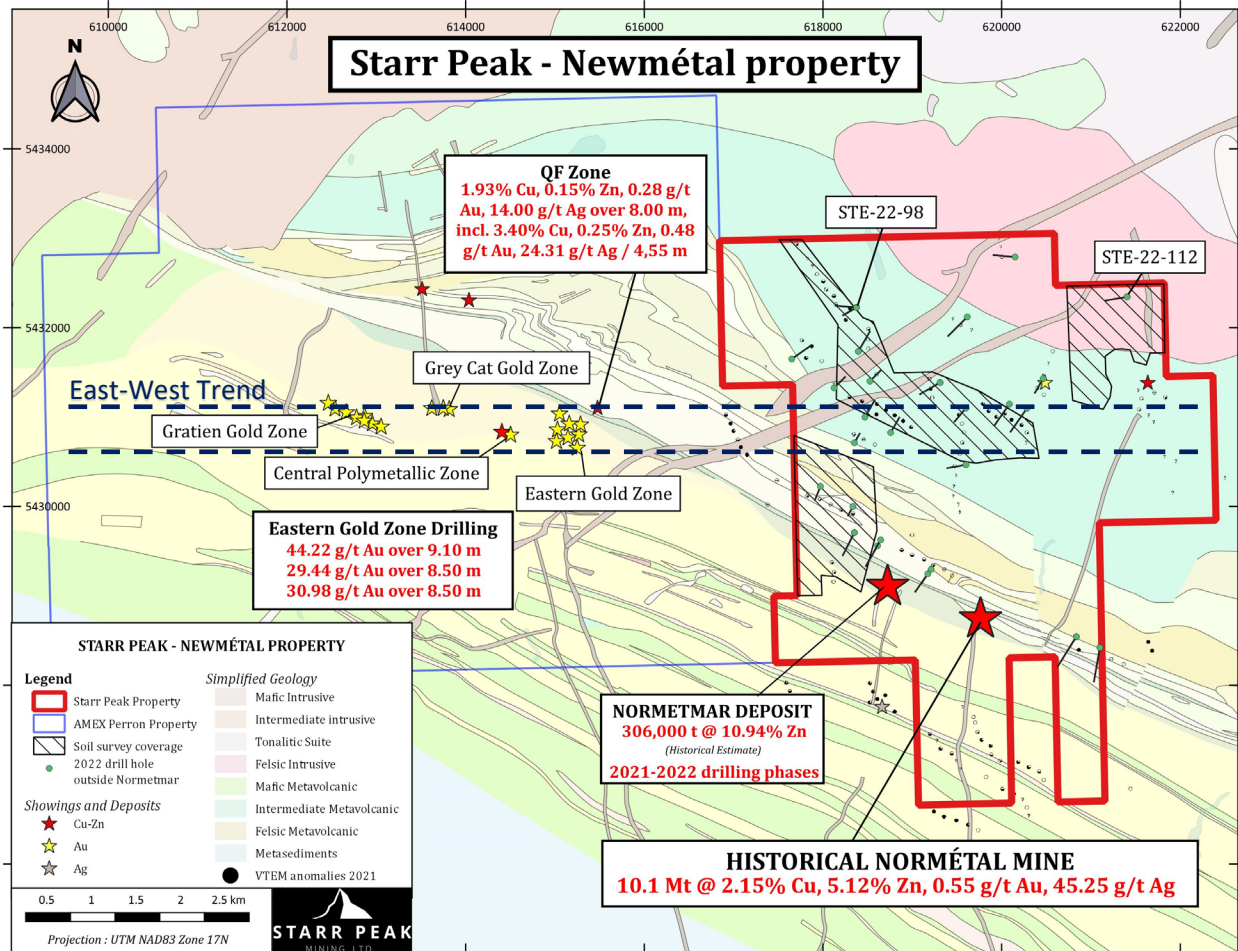 610000
612000
614000
616000
618000
620000
622000
Starr Peak - Newmétal property
N
5434000
5432000
5430000
QF Zone
1.93% Cu, 0.15% Zn, 0.28 g/t
Au, 14.00 g/t Ag over 8.00 m,
incl. 3.40% Cu, 0.25% Zn, 0.48
g/t Au, 24.31 g/t Ag / 4,55 m
STE-22-98
STE-22-112
Grey Cat Gold Zone
East-West Trend
Gratien Gold Zone
Central Polymetallic Zone
Eastern Gold Zone
Eastern Gold Zone Drilling
44.22 g/t Au over 9.10 m
29.44 g/t Au over 8.50 m
30.98 g/t Au over 8.50 m
NORMETMAR DEPOSIT
306,000 t @ 10.94% Zn
(Historical Estimate)
2021-2022 drilling phases
HISTORICAL NORMÉTAL MINE
10.1 Mt @ 2.15% Cu, 5.12% Zn, 0.55 g/t Au, 45.25 g/t Ag
STARR PEAK - NEWMÉTAL PROPERTY
Legend
Starr Peak Property
AMEX Perron Property
Soil survey coverage
2022 drill hole
outside Normetmar
Showings and Deposits
Cu-Zn
Au
Ag
Simplified Geology
Mafic Intrusive
Intermediate intrusive
Tonalitic Suite
Felsic Intrusive
Mafic Metavolcanic
Intermediate Metavolcanic
Felsic Metavolcanic
Metasediments
VTEM anomalies 2021
0.5 1 1.5 2 2.5 km
Projection : UTM NAD83 Zone 17N
STARR PEAK
MINING LTD.